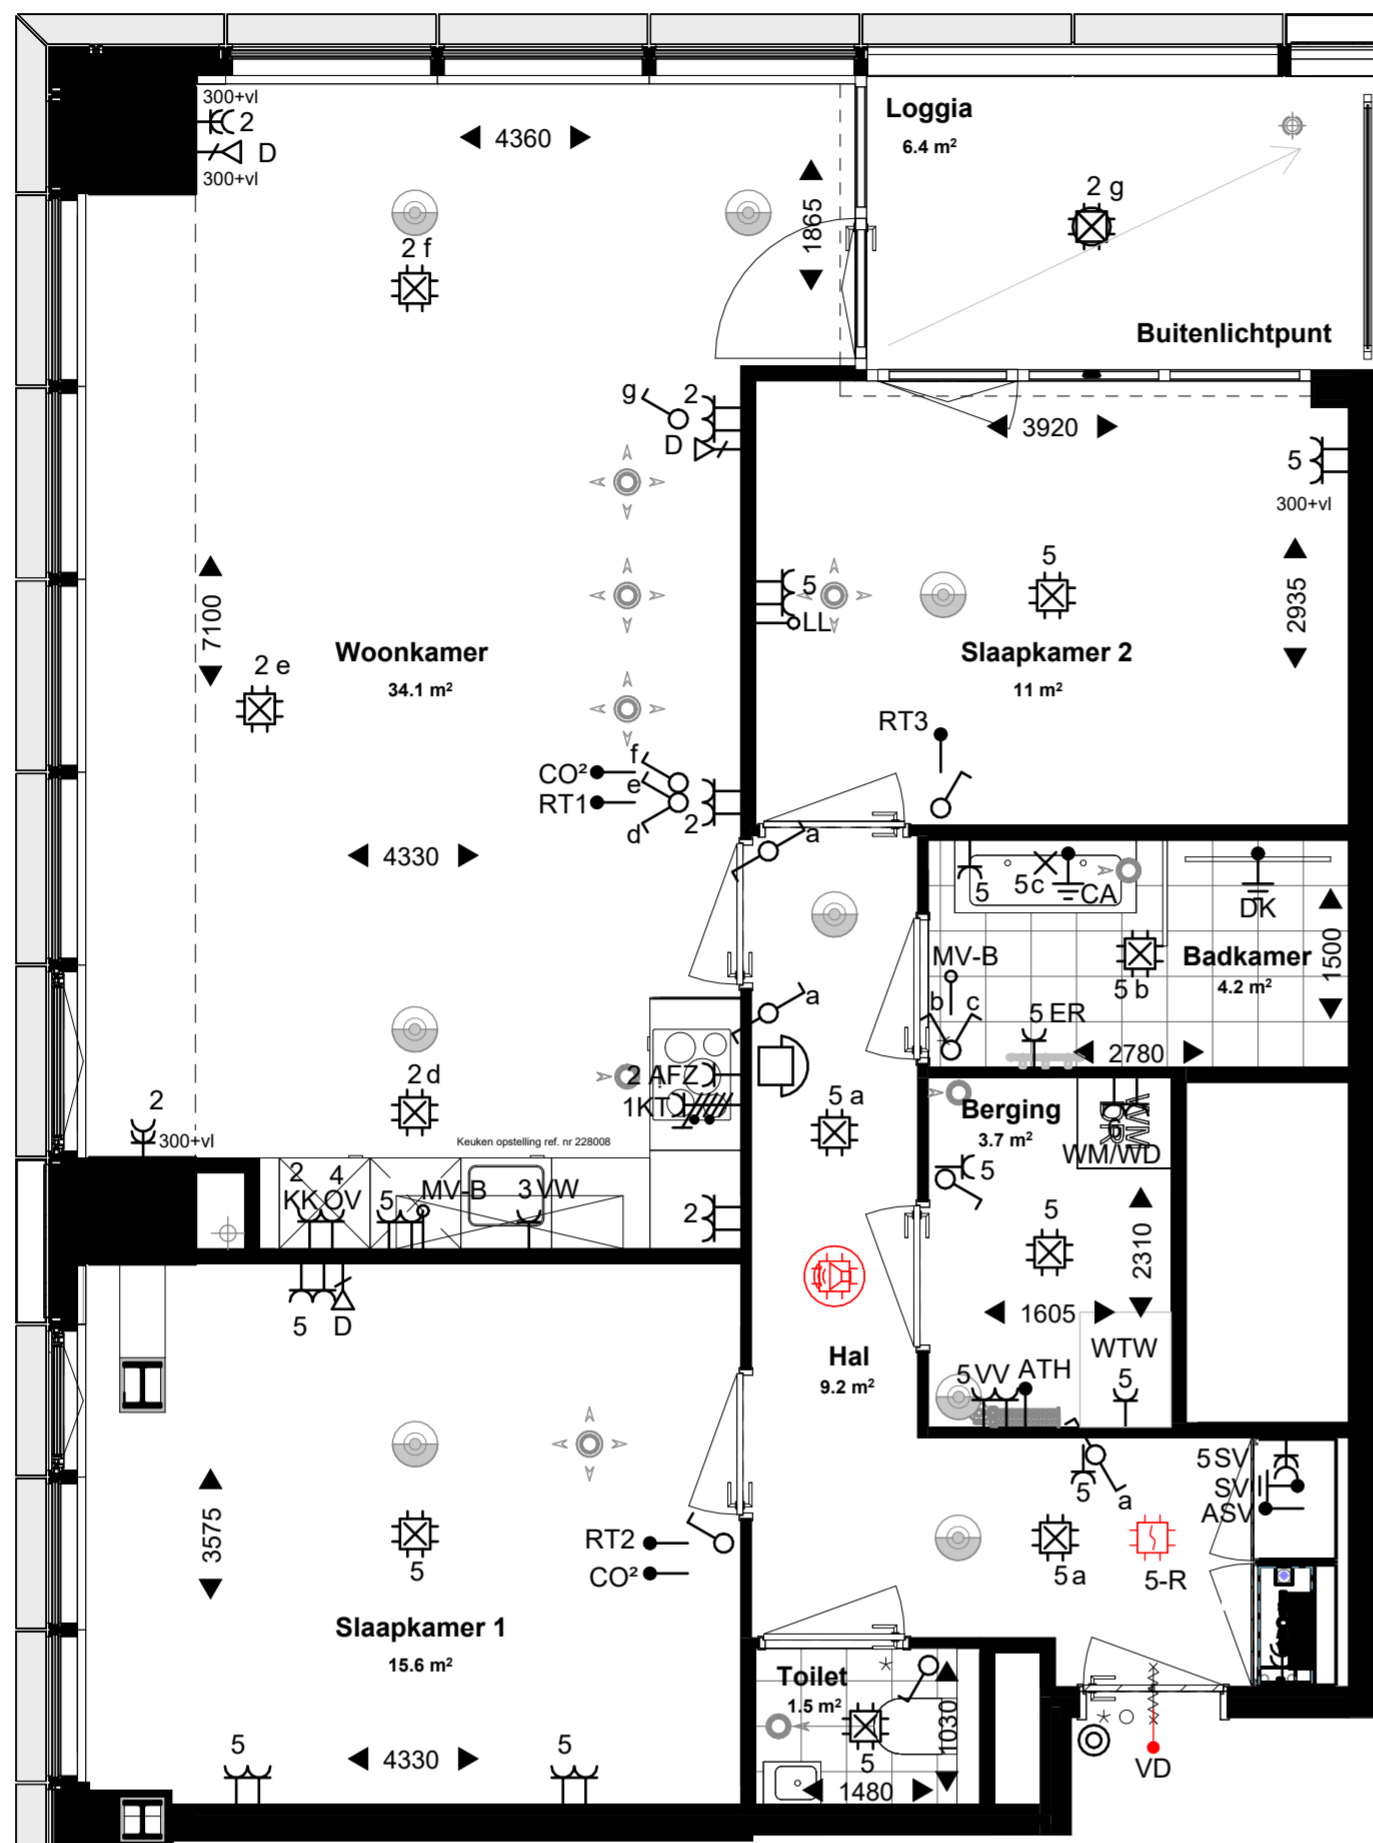 300+vl
2
D
300+vl
4360
Loggia
6.4 m²
2 g
1865
2 f
Buitenlichtpunt
g
2
D
3920
5
300+vl
5
5
LL
2935
7100
Woonkamer
34.1 m²
Slaapkamer 2
11 m²
2 e
RT3
f
CO²
e
RT1
d
2
a
4330
5
5 c
CA
DK
MV-B
Badkamer
4.2 m²
1500
5 b
b
c
a
5 ER
2780
2 d
2 AFZ
1KT
5 a
Berging
3.7 m²
WM
DR
WM/WD
2
300+vl
Keuken opstelling ref. nr 228008
2
KK
4
OV
5
MV-B
3 VW
2
5
5
2310
1605
5
D
Hal
9.2 m²
WTW
5
5 VV
ATH
5 SV
SV
ASV
5
a
3575
5
RT2
CO²
5 a
5-R
Slaapkamer 1
15.6 m²
Toilet
1.5 m²
1030
5
1480
VD
5
4330
5